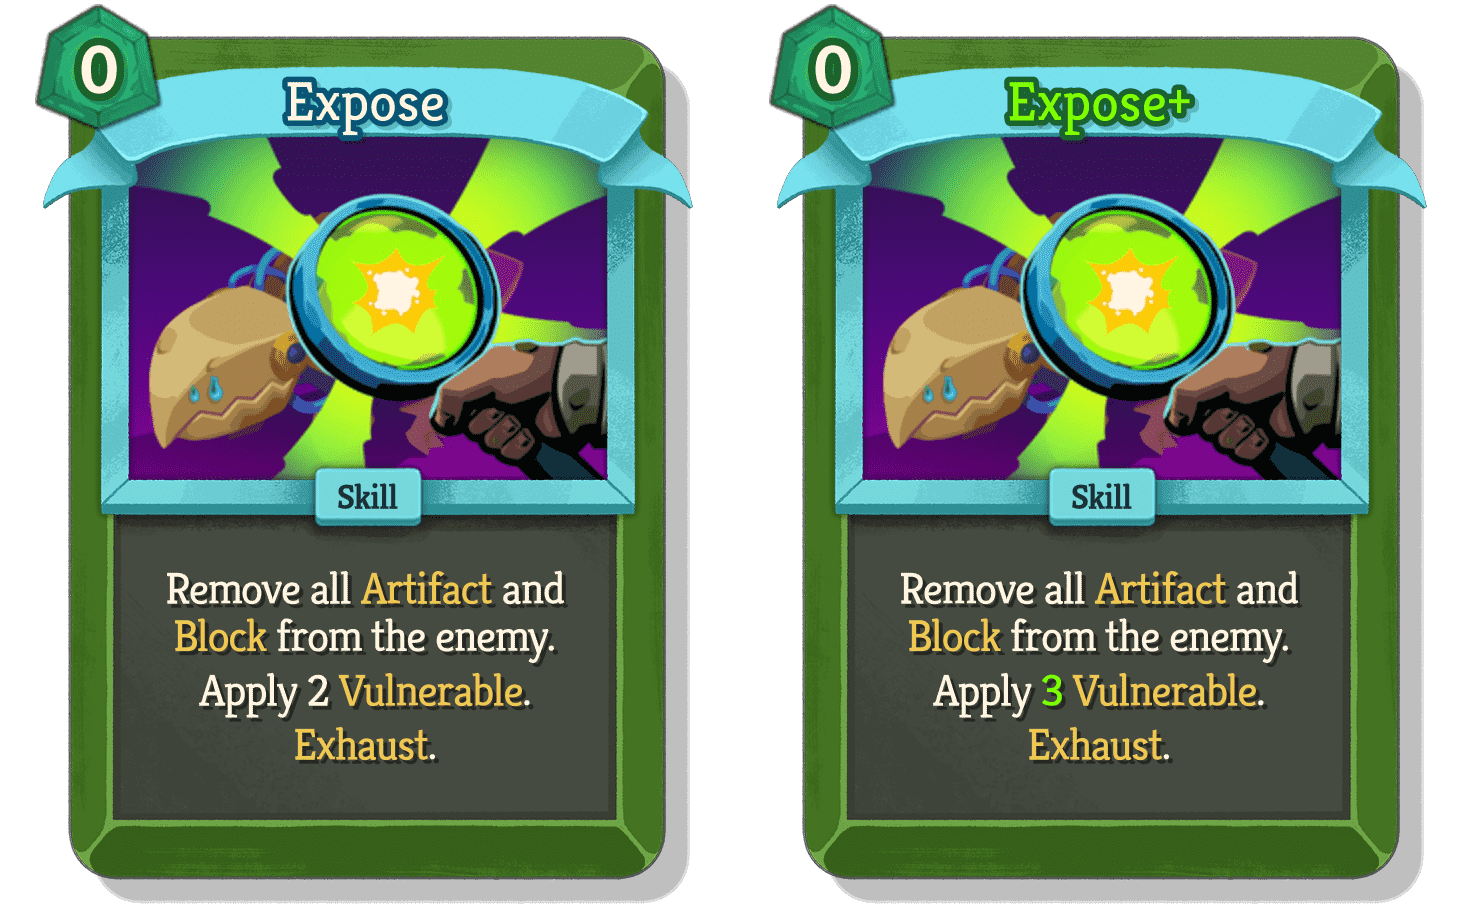 0
Expose
Skill
Remove all Artifact and
Block from the enemy.
Apply 2 Vulnerable.
Exhaust.
0
Expose+
Skill
Remove all Artifact and
Block from the enemy.
Apply 3 Vulnerable.
Exhaust.